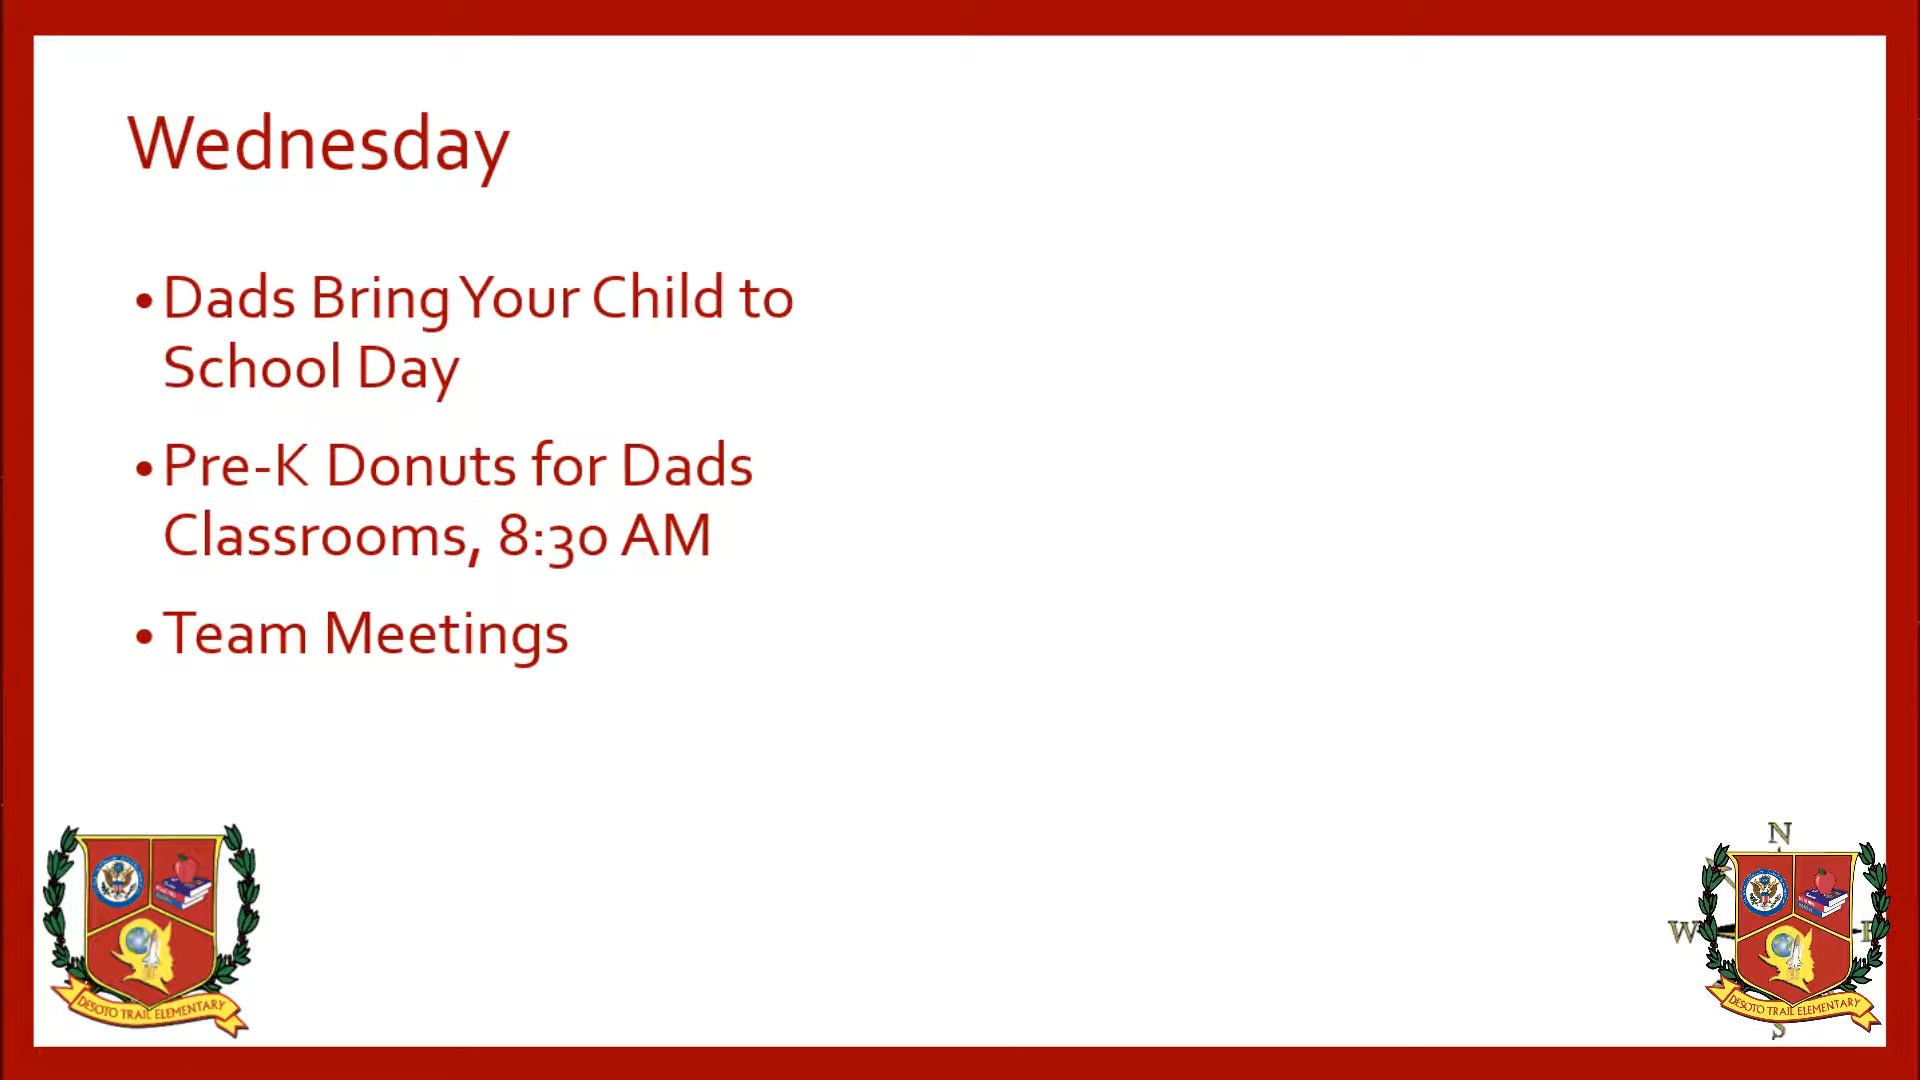 Wednesday
• Dads Bring Your Child to
School Day
• Pre-K Donuts for Dads
Classrooms, 8:30 AM
• Team Meetings
DESOTO TRAIL ELEMENTARY
N
W
E
S
DESOTO TRAIL ELEMENTARY